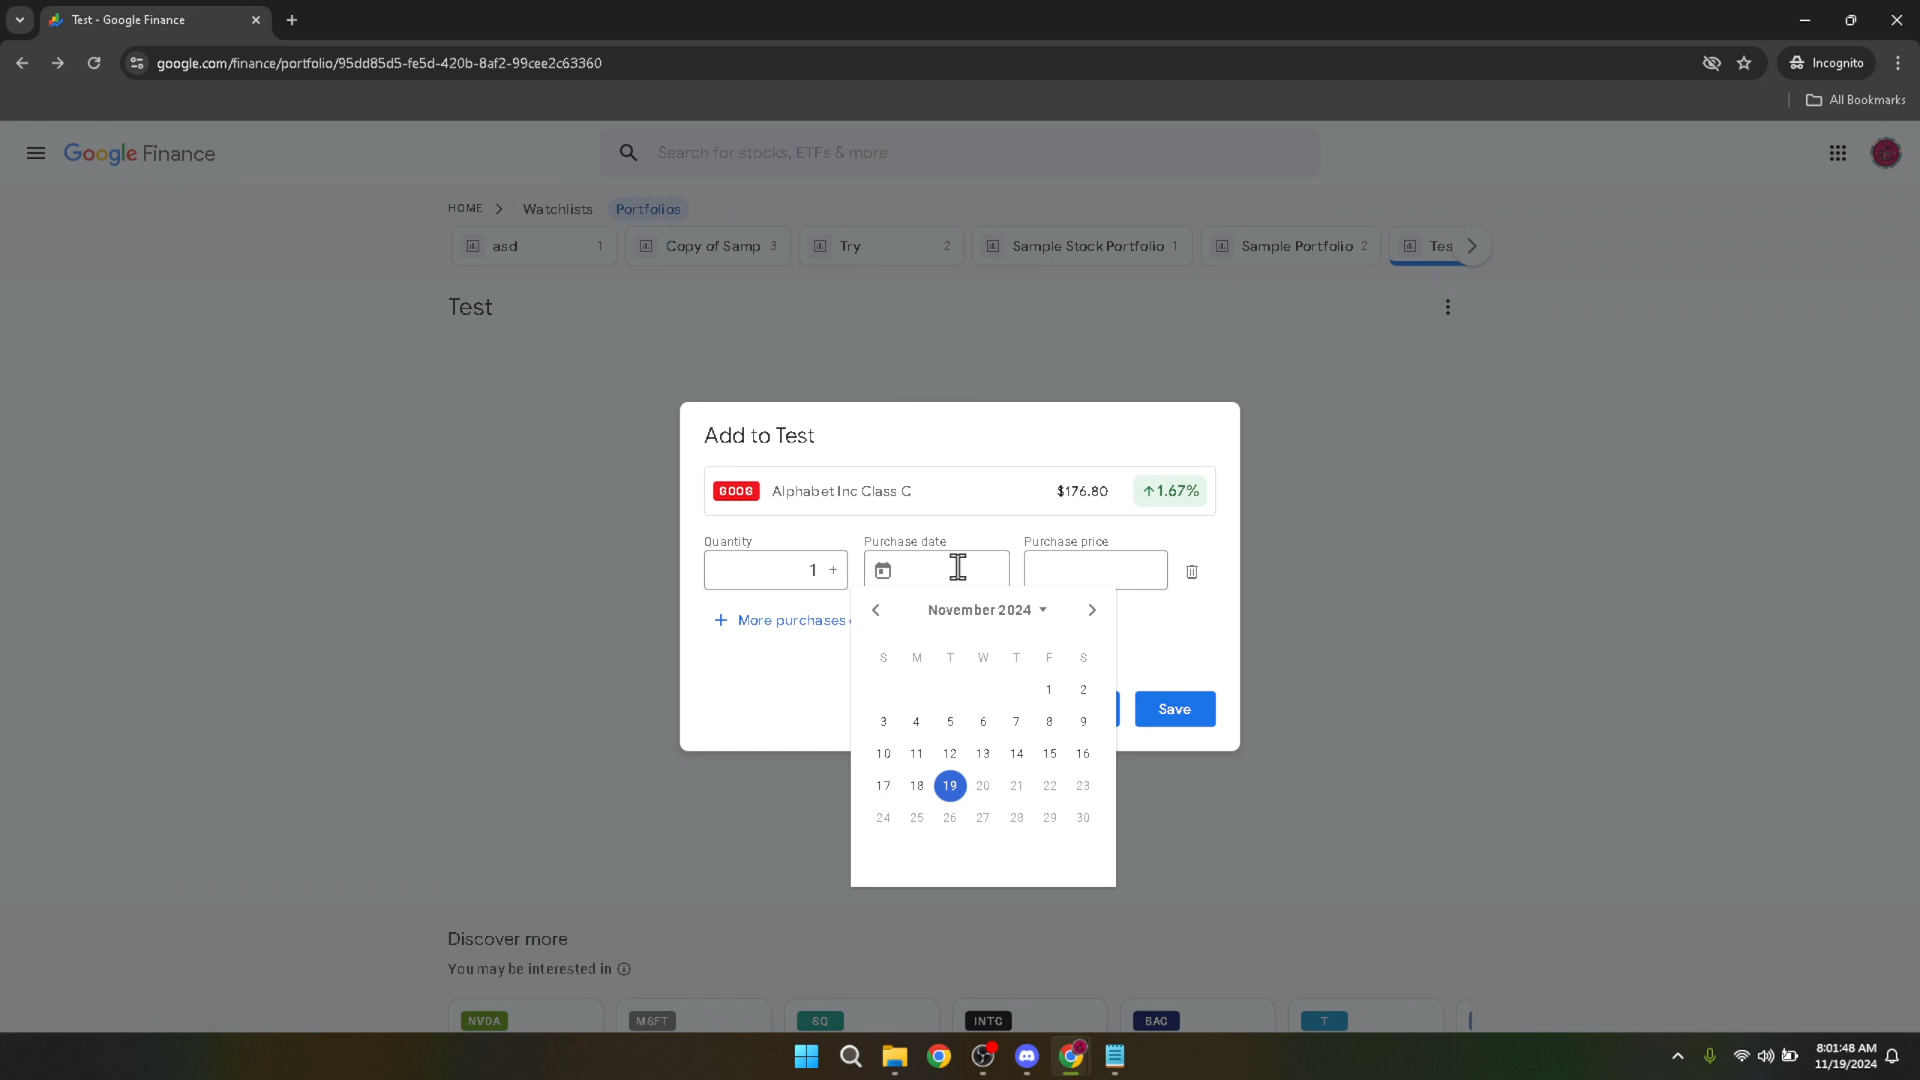 Test - Google Finance
google.com/finance/portfolio/95dd85d5-fe5d-420b-8af2-99cee2c63360
Incognito
All Bookmarks
Google Finance
Search for stocks, ETFs & more
HOME
Watchlists
Portfolios
asd 1
Copy of Samp 3
Try 2
Sample Stock Portfolio 1
Sample Portfolio 2
Tes
Test
Add to Test
GOOG Alphabet Inc Class C $176.80 1.67%
Quantity Purchase date Purchase price
1 +
November 2024
+ More purchases
S M T W T F S
1 2
3 4 5 6 7 8 9
10 11 12 13 14 15 16
17 18 19 20 21 22 23
24 25 26 27 28 29 30
Save
Discover more
You may be interested in
NVDA
MSFT
SQ
INTC
BAC
T
8:01:48 AM
11/19/2024